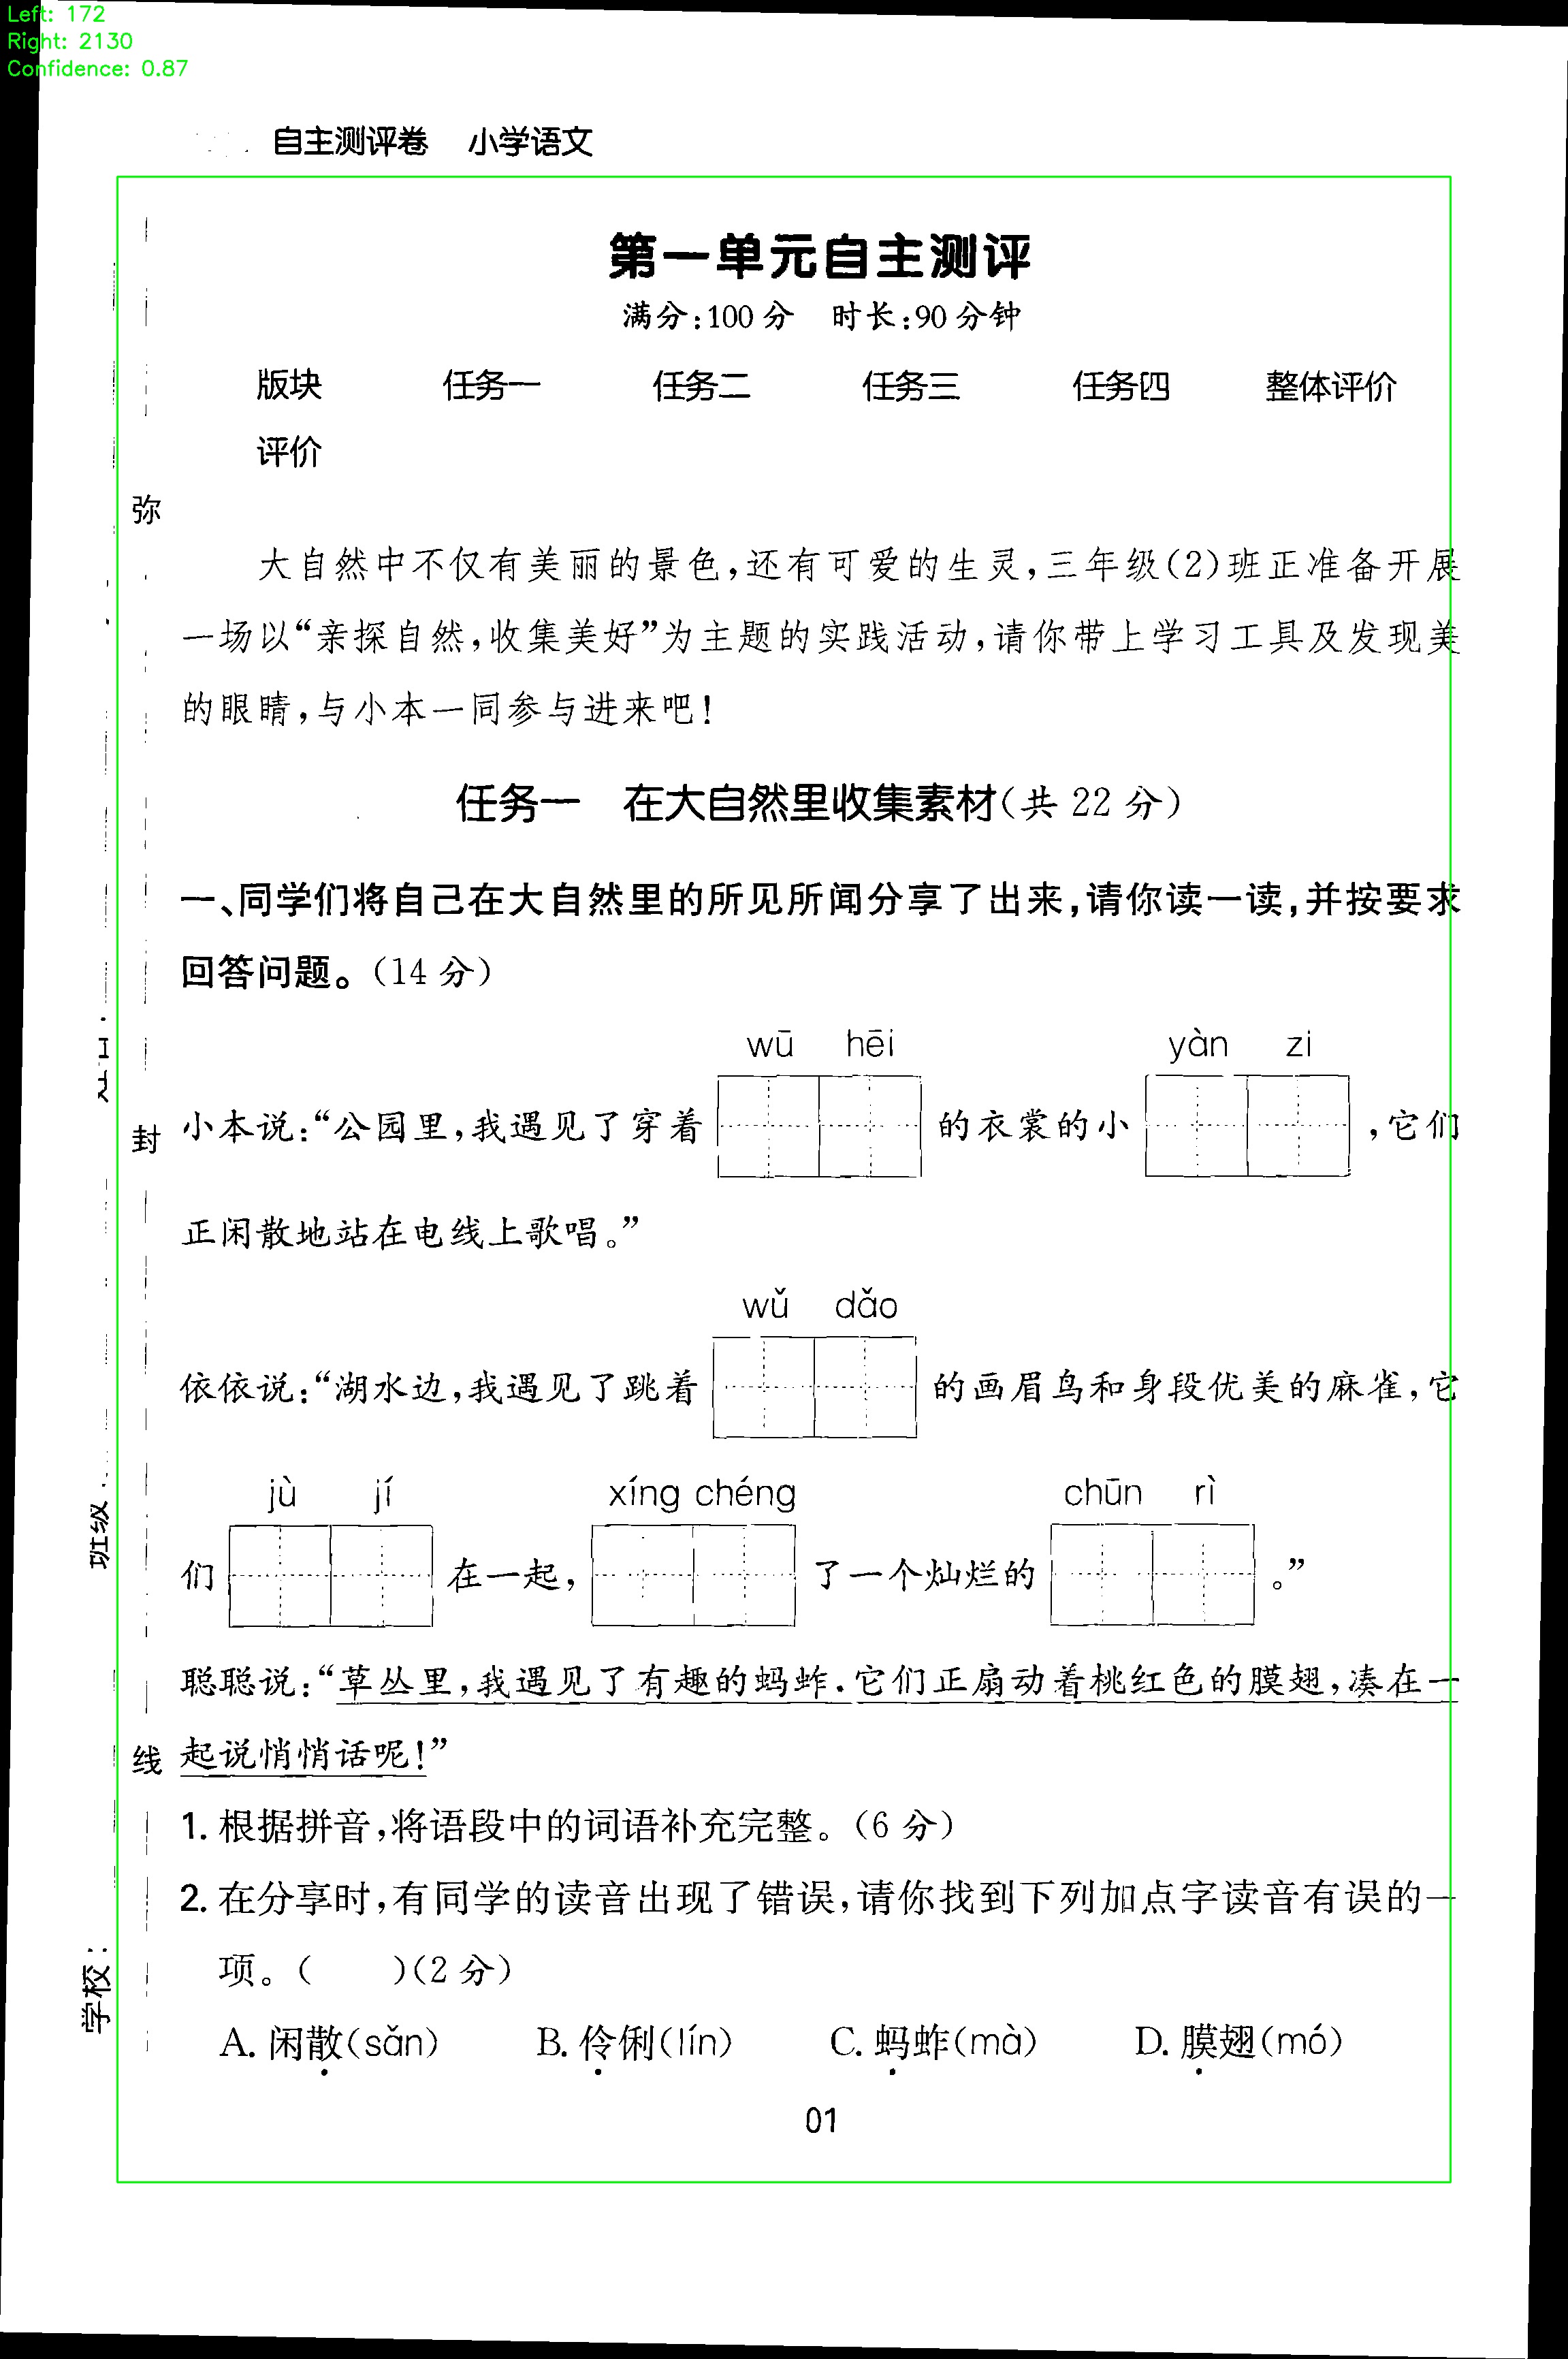 Left: 172
Right: 2130
Confidence: 0.87
自主测评卷 小学语文
第一单元自主测评
满分:100分 时长:90分钟
版块 任务一 任务二 任务三 任务四 整体评价
评价
大自然中不仅有美丽的景色,还有可爱的生灵,三年级(2)班正准备开展
一场以“亲探自然,收集美好”为主题的实践活动,请你带上学习工具及发现美
的眼睛,与小本一同参与进来吧!
任务一 在大自然里收集素材(共22分)
一、同学们将自己在大自然里的所见所闻分享了出来,请你读一读,并按要求
回答问题。(14分)
wū hēi yàn zi
小本说:“公园里,我遇见了穿着 的衣裳的小 ,它们
正闲散地站在电线上歌唱。”
wǔ dǎo
依依说:“湖水边,我遇见了跳着 的画眉鸟和身段优美的麻雀,它
jù jí xíng chéng chūn rì
们 在一起, 了一个灿烂的 。”
聪聪说:“草丛里,我遇见了有趣的蚂蚱.它们正扇动着桃红色的膜翅,凑在一
起说悄悄话呢!”
1. 根据拼音,将语段中的词语补充完整。(6分)
2. 在分享时,有同学的读音出现了错误,请你找到下列加点字读音有误的一
项。( )(2分)
A. 闲散(sǎn) B. 伶俐(lín) C. 蚂蚱(mà) D. 膜翅(mó)
01
弥
封
线
班级
学校: